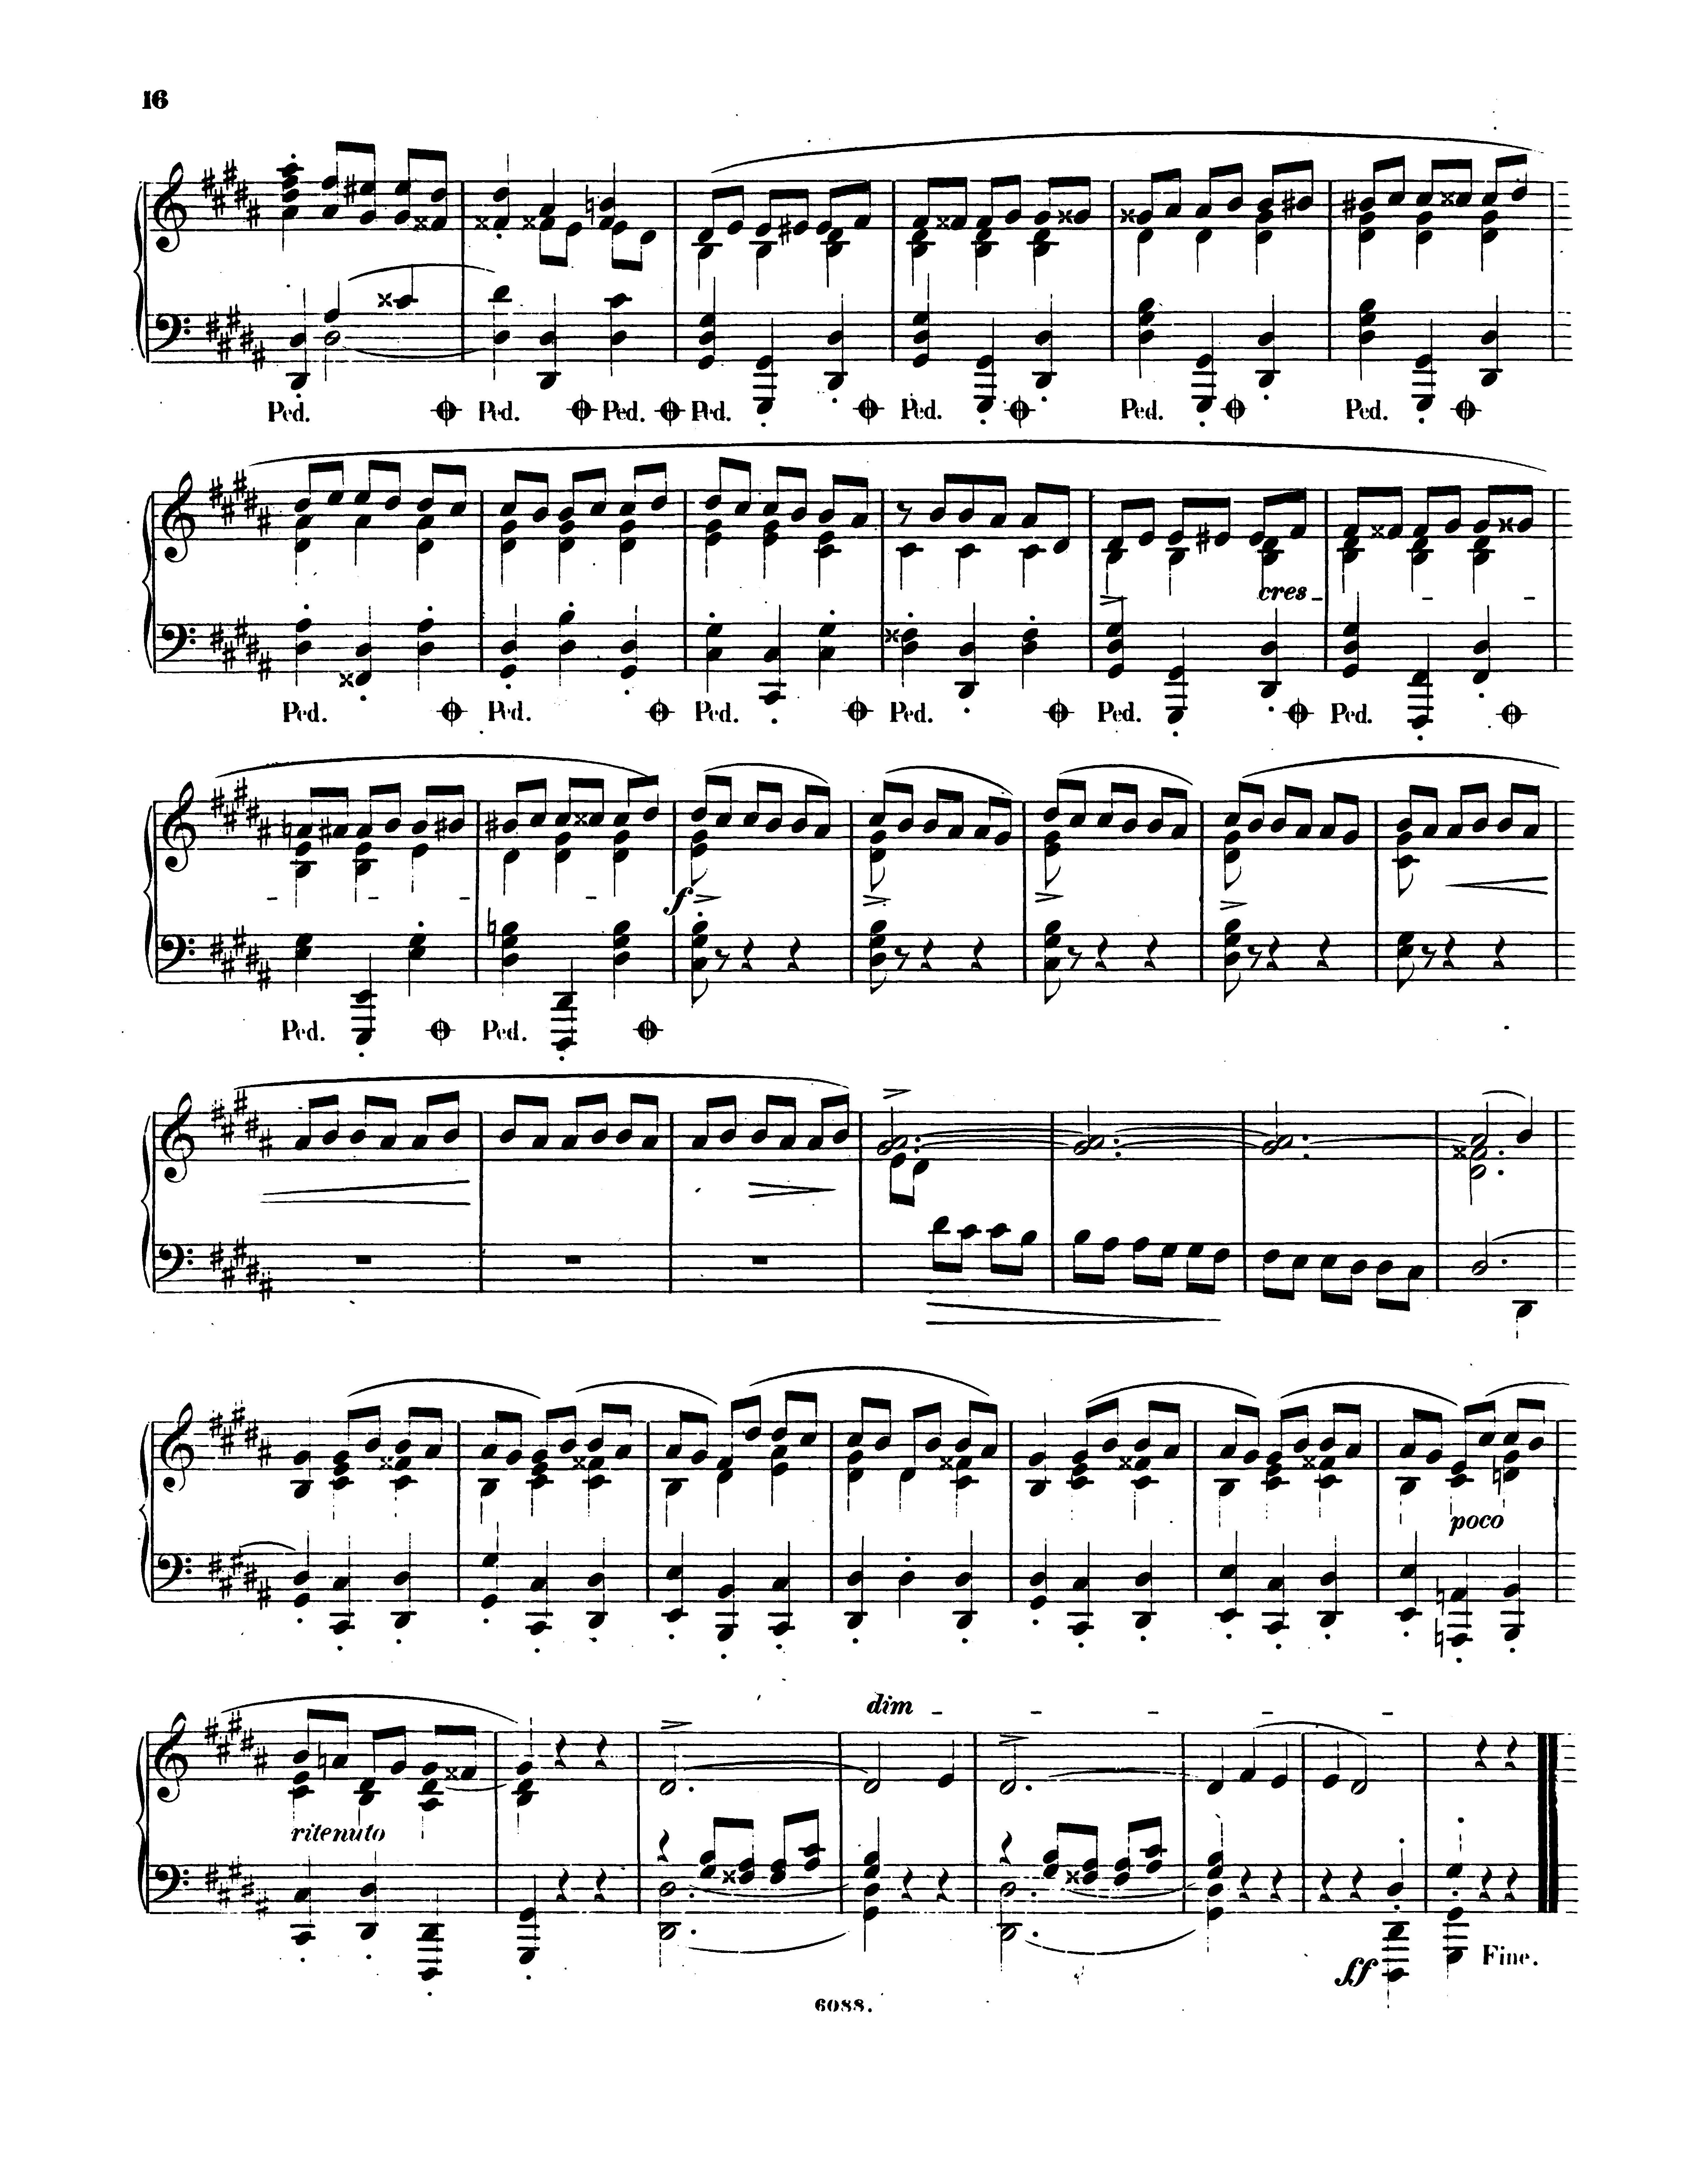 16
Ped. Ped. Ped. Ped. Ped. Ped. Ped.
cres
Ped. Ped. Ped. Ped. Ped. Ped.
f
Ped. Ped.
poco
dim
ritenuto
ff Fine.
6088.